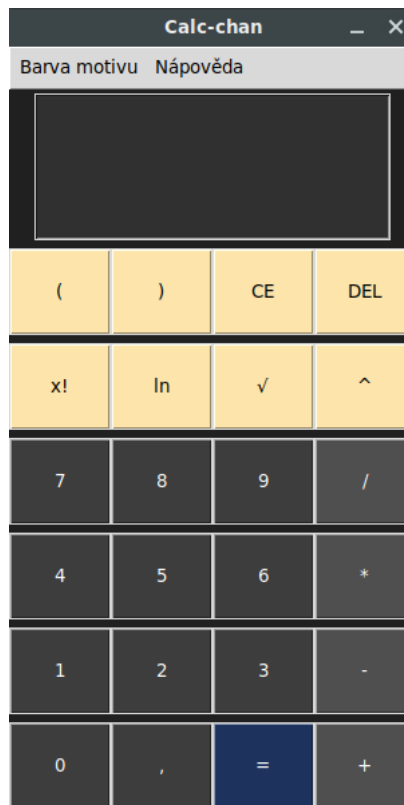 Calc-chan
Barva motivu Nápověda
( ) CE DEL
x! ln √ ^
7 8 9 /
4 5 6 *
1 2 3 -
0 , = +